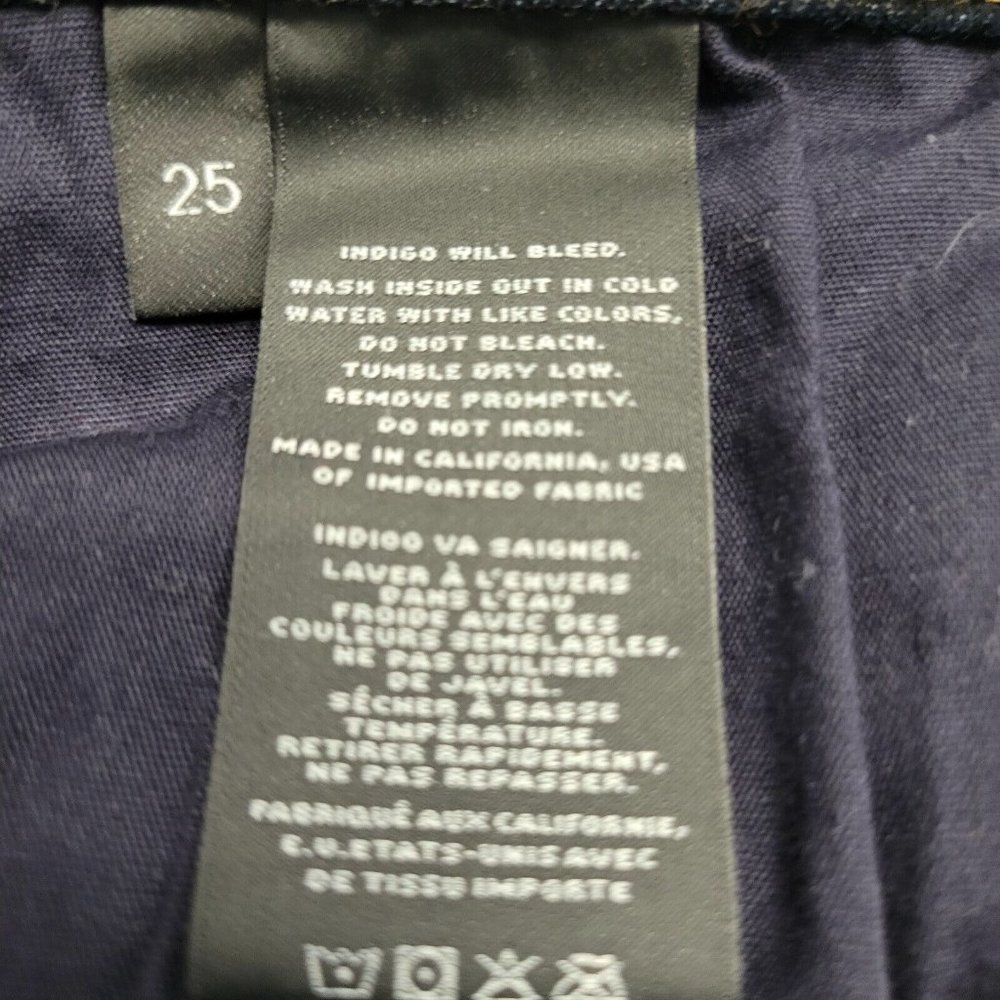 25
INDIGO WILL BLEED.
WASH INSIDE OUT IN COLD
WATER WITH LIKE COLORS,
DO NOT BLEACH.
TUMBLE DRY LOW.
REMOVE PROMPTLY.
DO NOT IRON.
MADE IN CALIFORNIA, USA
OF IMPORTED FABRIC
INDIGO VA SAIGNER.
LAVER À L'ENVERS
DANS L'EAU
FROIDE AVEC DES
COULEURS SEMBLABLES,
NE PAS UTILISER
DE JAVEL.
SÉCHER À BASSE
TEMPÉRATURE.
RETIRER RAPIDEMENT,
NE PAS REPASSER.
FABRIQUÉ AUX CALIFORNIE,
E.U.ETATS-UNIS AVEC
DE TISSU IMPORTE